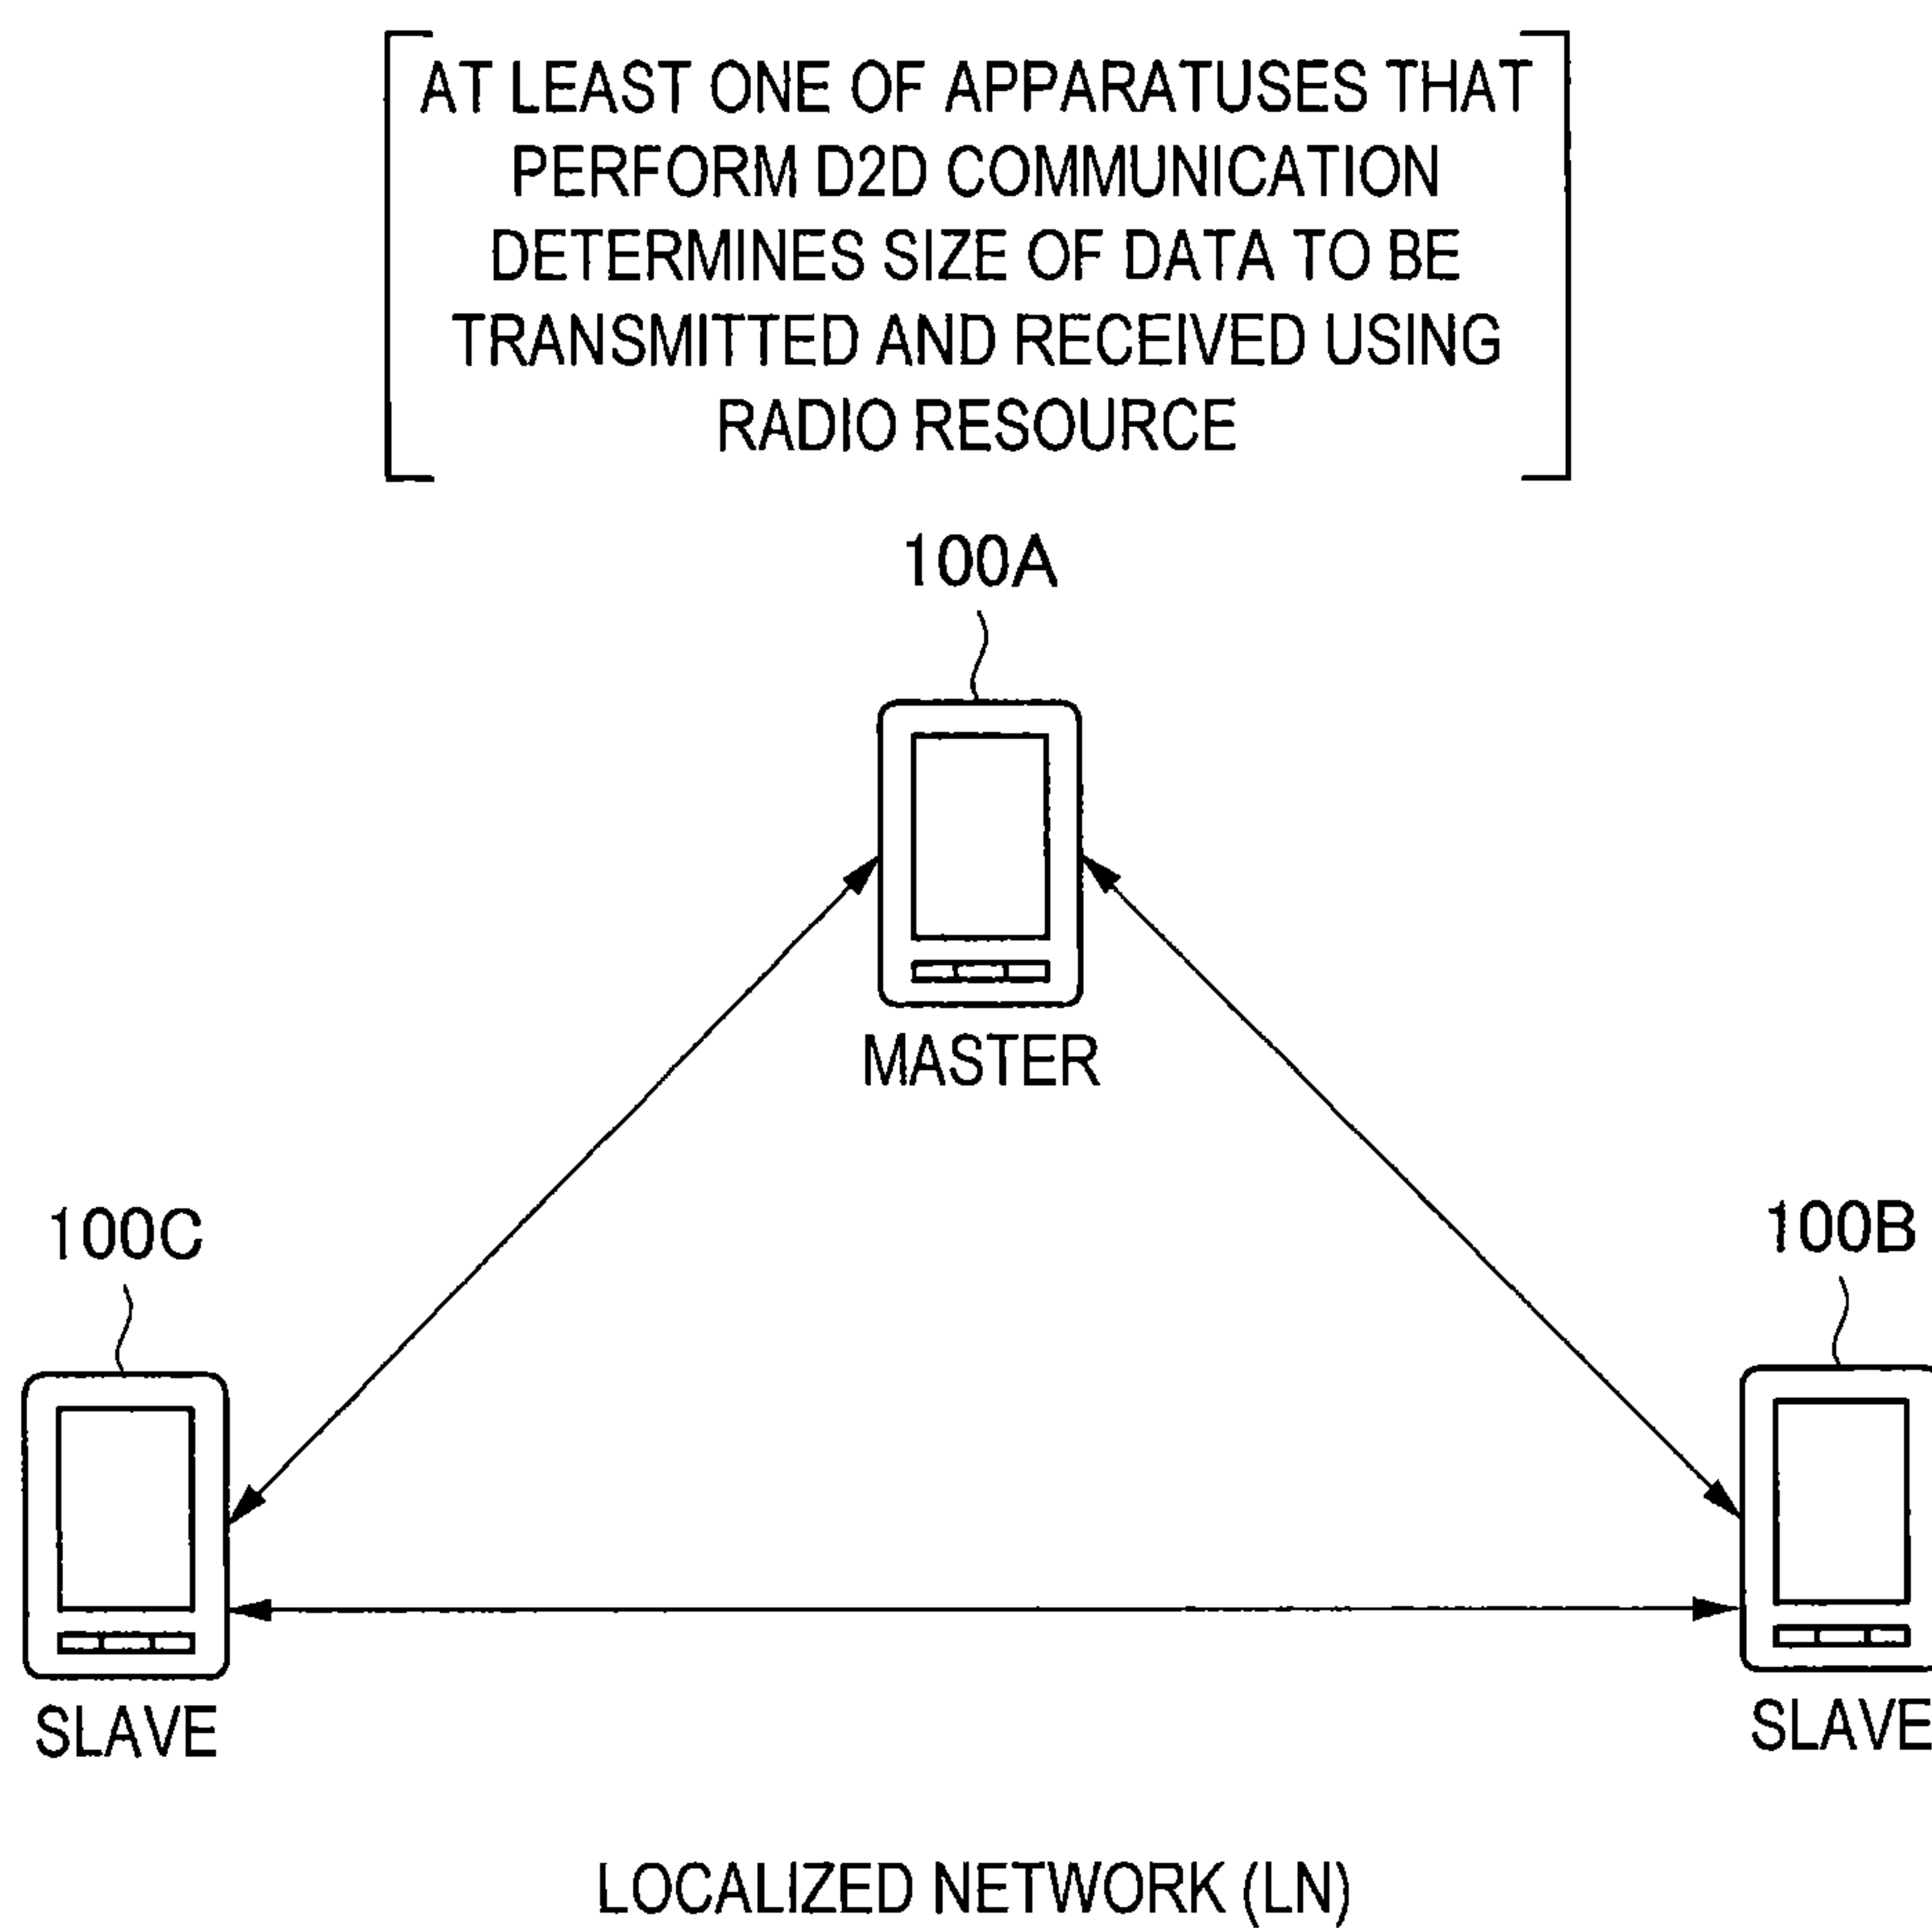 AT LEAST ONE OF APPARATUSES THAT
PERFORM D2D COMMUNICATION
DETERMINES SIZE OF DATA TO BE
TRANSMITTED AND RECEIVED USING
RADIO RESOURCE
100A
MASTER
100C
100B
SLAVE
SLAVE
LOCALIZED NETWORK (LN)